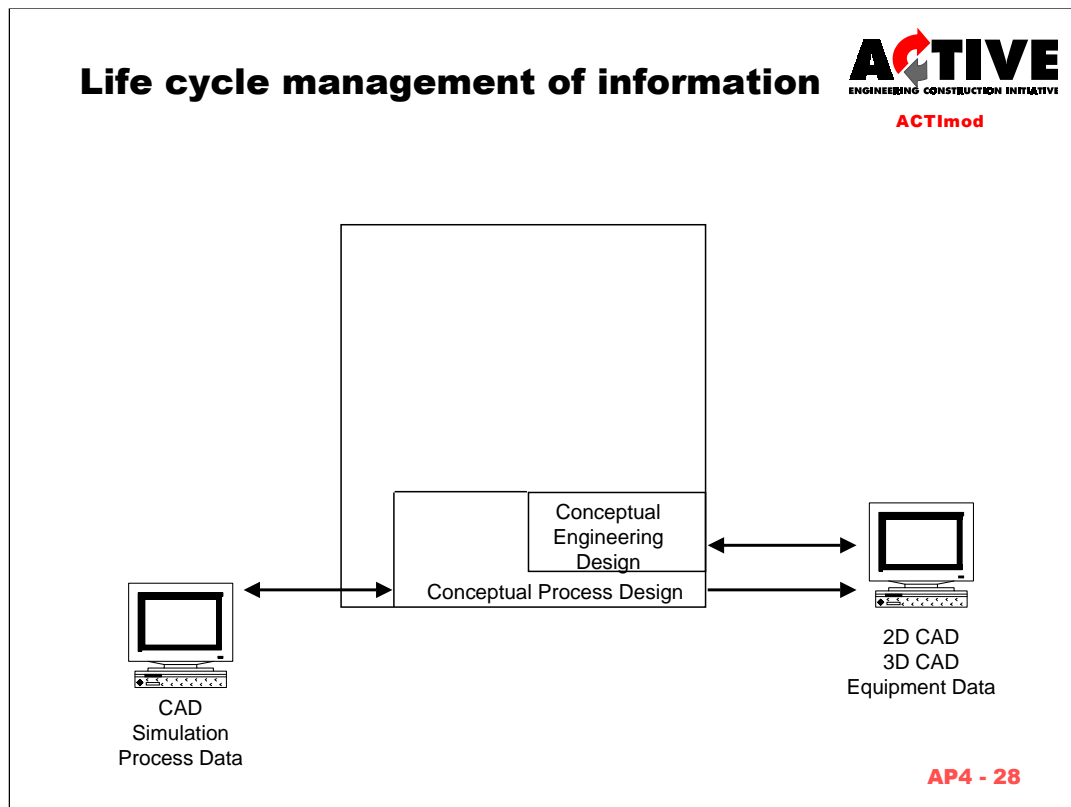 Life cycle management of information
ACTIVE
ENGINEERING CONSTRUCTION INITIATIVE
ACTImod
Conceptual
Engineering
Design
Conceptual Process Design
CAD
Simulation
Process Data
2D CAD
3D CAD
Equipment Data
AP4 - 28